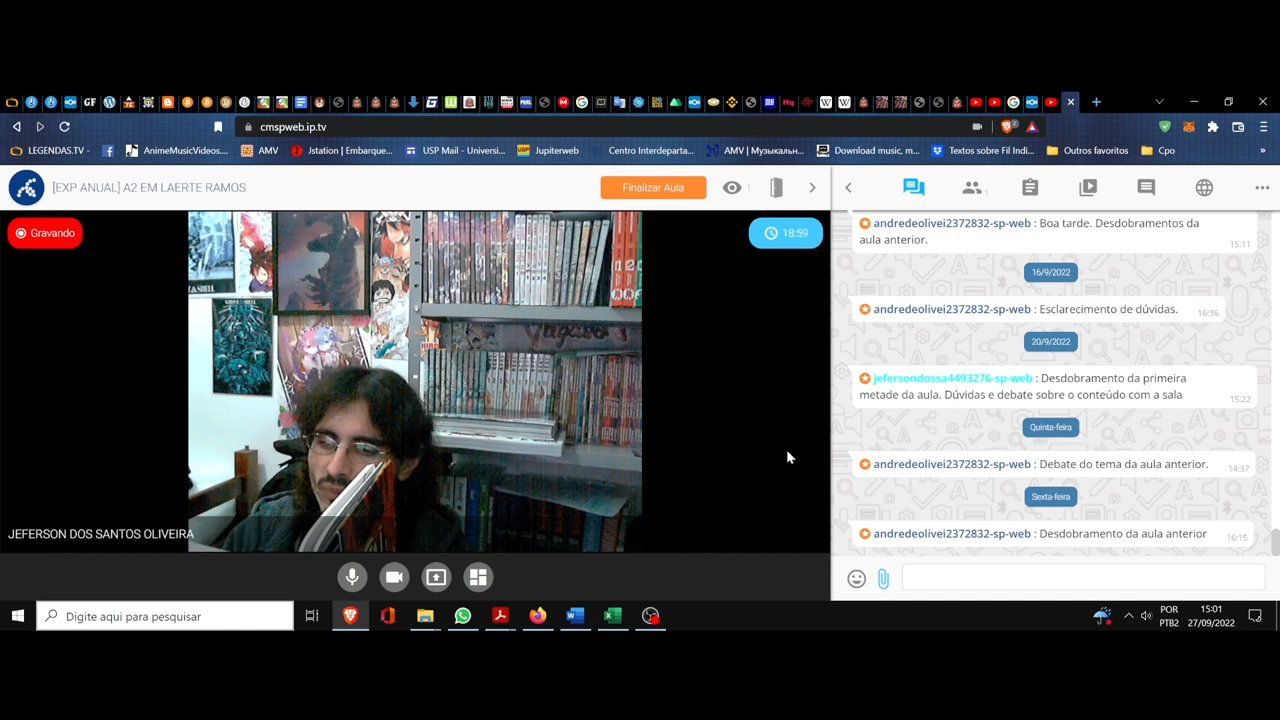 cmspweb.ip.tv
2
LEGENDAS.TV -
AnimeMusicVideos...
AMV
Jstation | Embarque...
USP Mail - Universi...
Jupiterweb
Centro Interdeparta...
AMV | Музыкальн...
Download music, m...
Textos sobre Fil Indi...
Outros favoritos
Cpo
»
[EXP ANUAL] A2 EM LAERTE RAMOS
Finalizar Aula
1
1
Gravando
18:59
JEFERSON DOS SANTOS OLIVEIRA
andredeolivei2372832-sp-web : Boa tarde. Desdobramentos da
aula anterior.
15:11
16/9/2022
andredeolivei2372832-sp-web : Esclarecimento de dúvidas.
16:36
20/9/2022
jefersondossa4493276-sp-web : Desdobramento da primeira
metade da aula. Dúvidas e debate sobre o conteúdo com a sala
15:22
Quinta-feira
andredeolivei2372832-sp-web : Debate do tema da aula anterior.
14:37
Sexta-feira
andredeolivei2372832-sp-web : Desdobramento da aula anterior
16:15
Digite aqui para pesquisar
POR
PTB2
15:01
27/09/2022